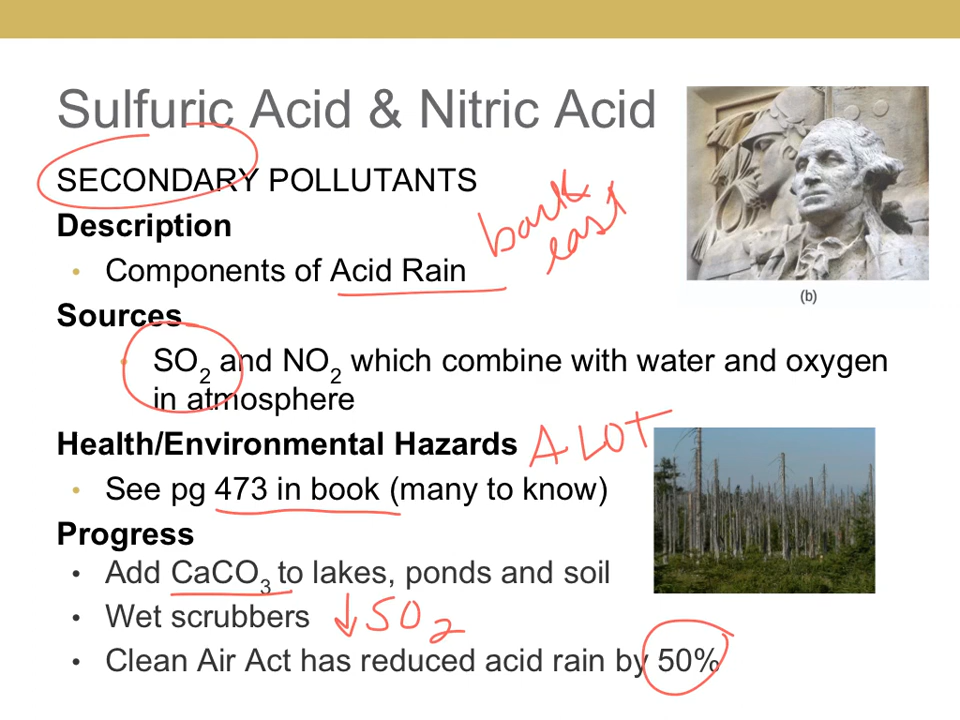 Sulfuric Acid & Nitric Acid
SECONDARY POLLUTANTS
Description
back
east
• Components of Acid Rain
(b)
Sources
• SO2 and NO2 which combine with water and oxygen
in atmosphere
Health/Environmental Hazards A LOT
• See pg 473 in book (many to know)
Progress
• Add CaCO3 to lakes, ponds and soil
• Wet scrubbers ↓SO2
• Clean Air Act has reduced acid rain by 50%